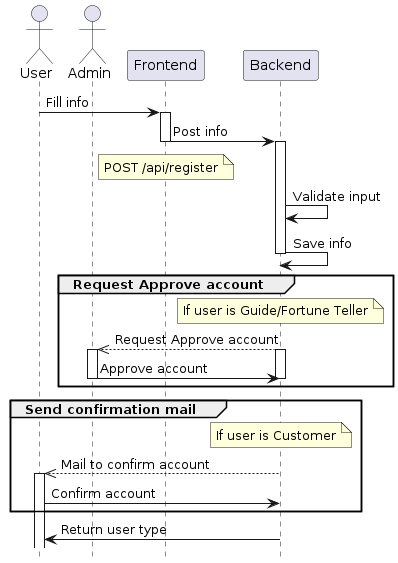 User
Admin
Frontend
Backend
Fill info
Post info
POST /api/register
Validate input
Save info
Request Approve account
If user is Guide/Fortune Teller
Request Approve account
Approve account
Send confirmation mail
If user is Customer
Mail to confirm account
Confirm account
Return user type